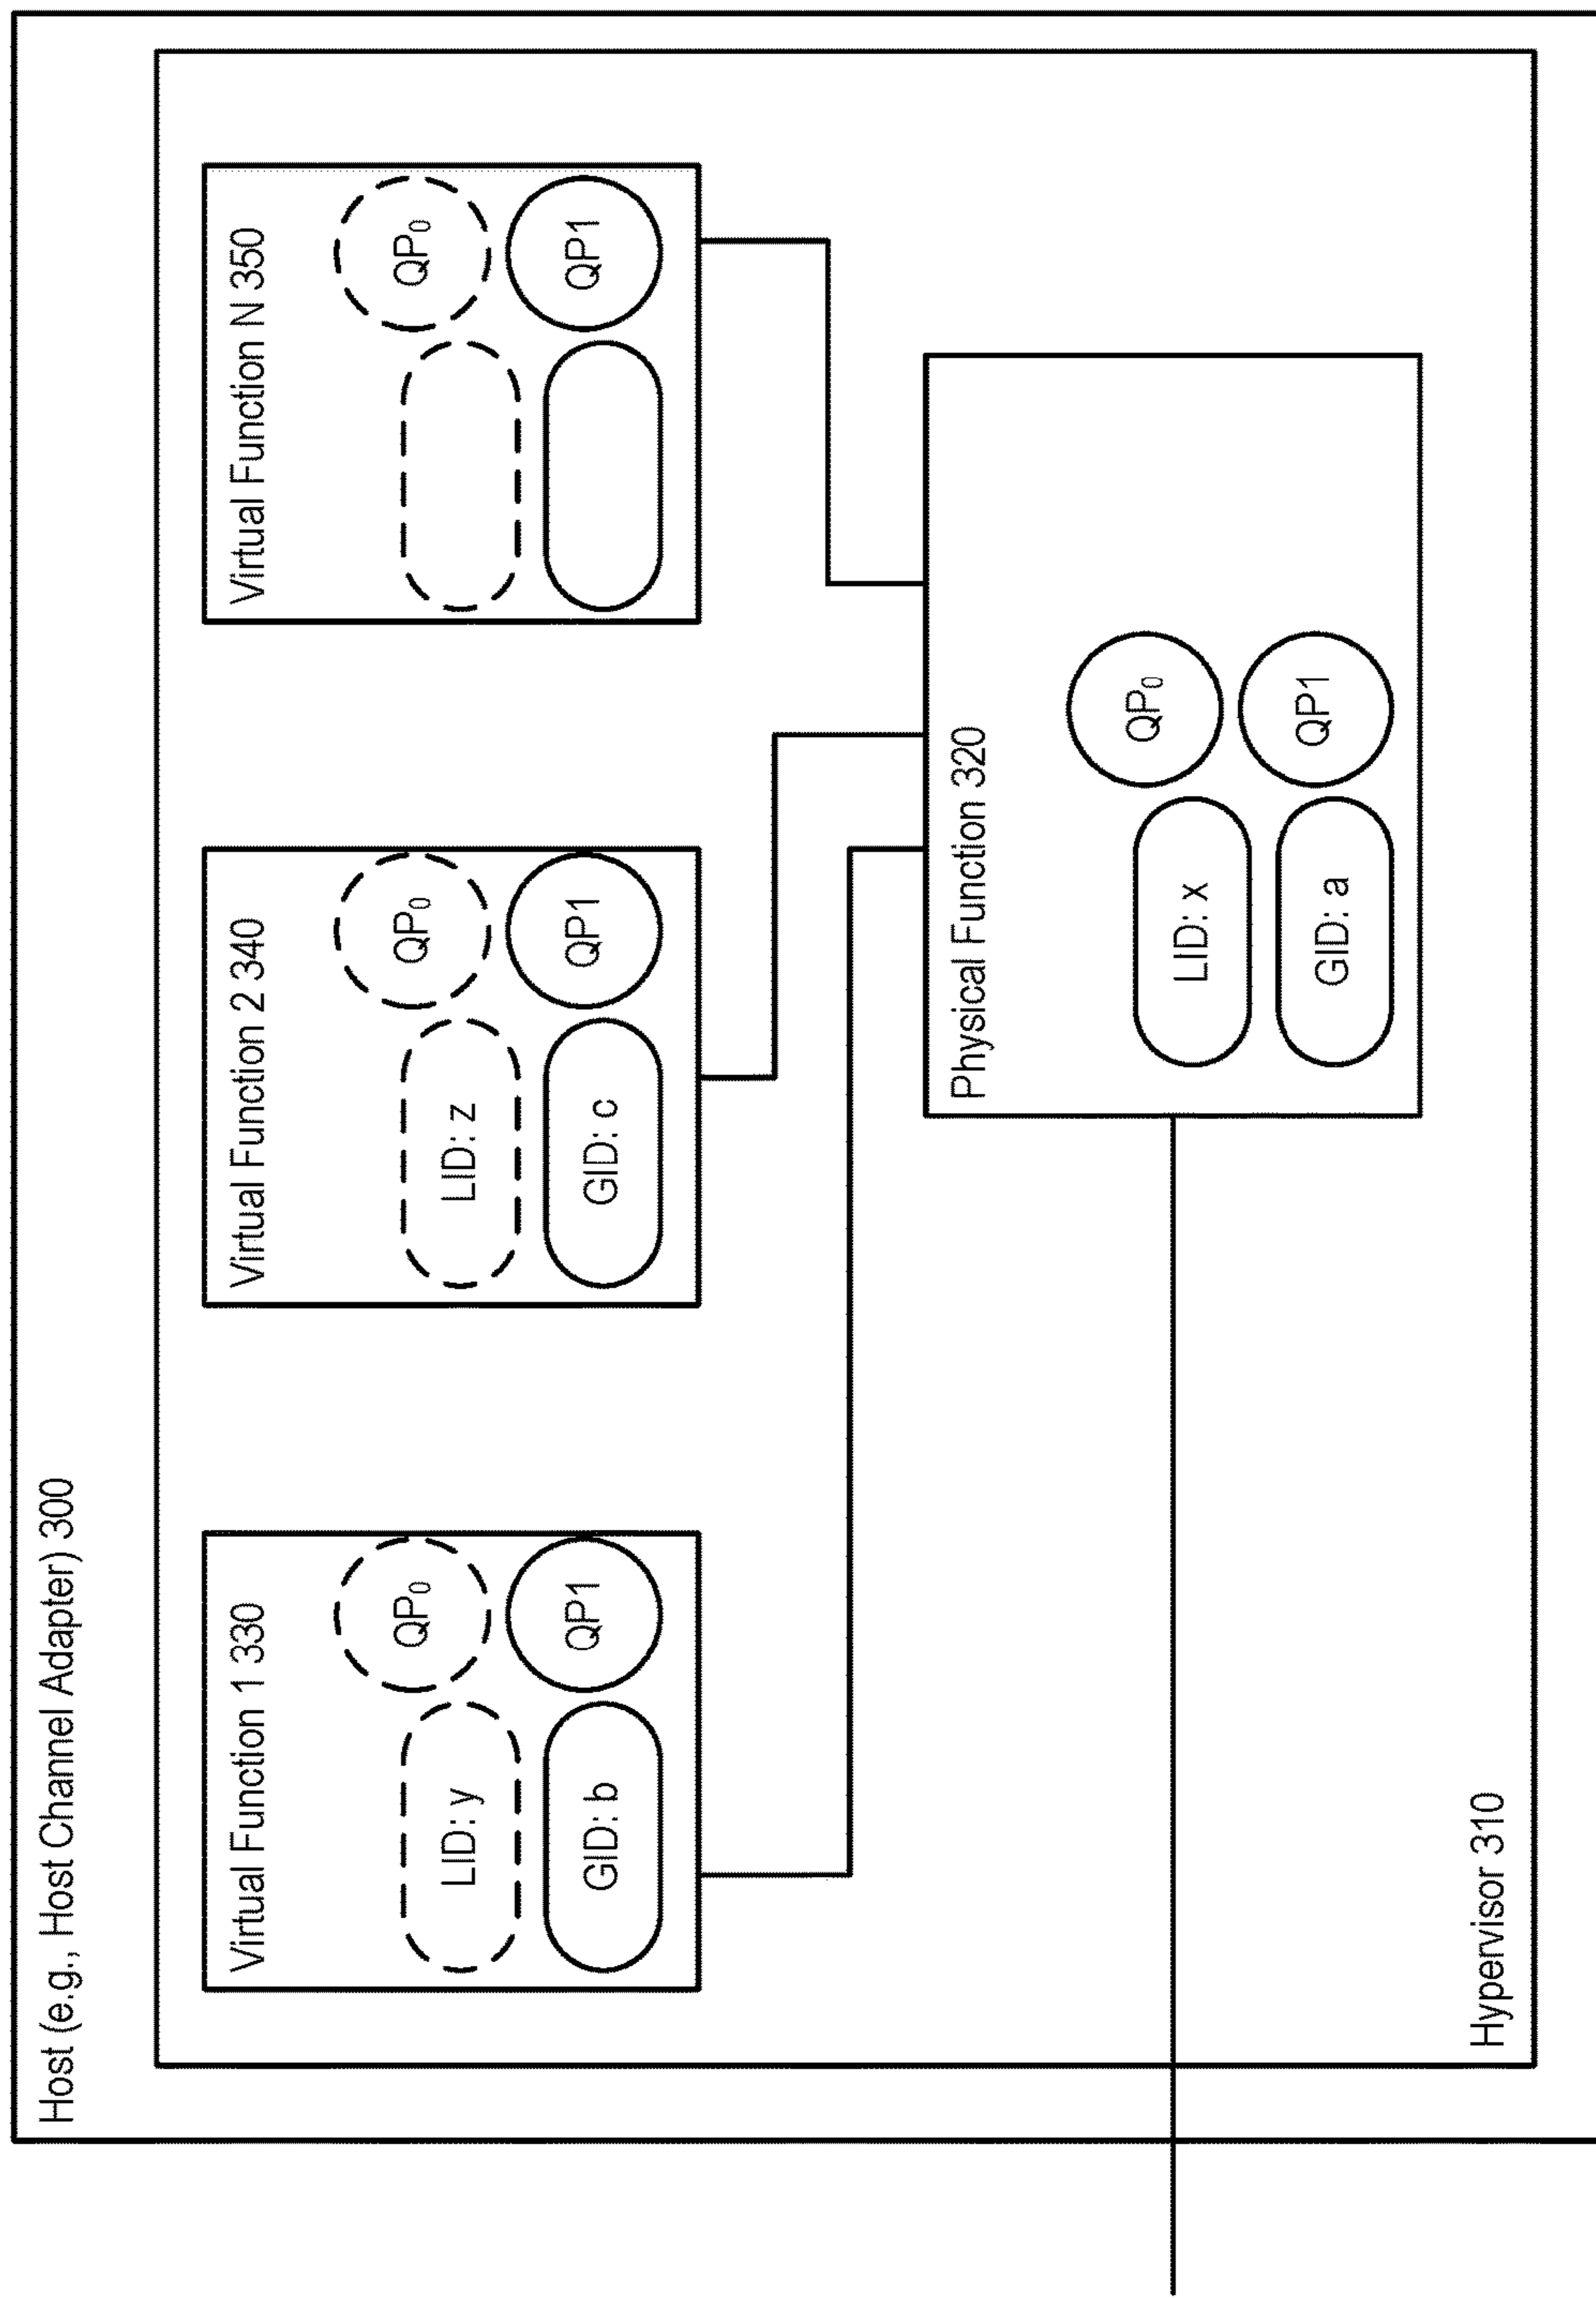 Host (e.g., Host Channel Adapter) 300
Virtual Function 1 330
LID: y
QP₀
GID: b
QP1
Virtual Function 2 340
LID: z
QP₀
GID: c
QP1
Virtual Function N 350
QP₀
QP1
Physical Function 320
LID: x
QP₀
GID: a
QP1
Hypervisor 310